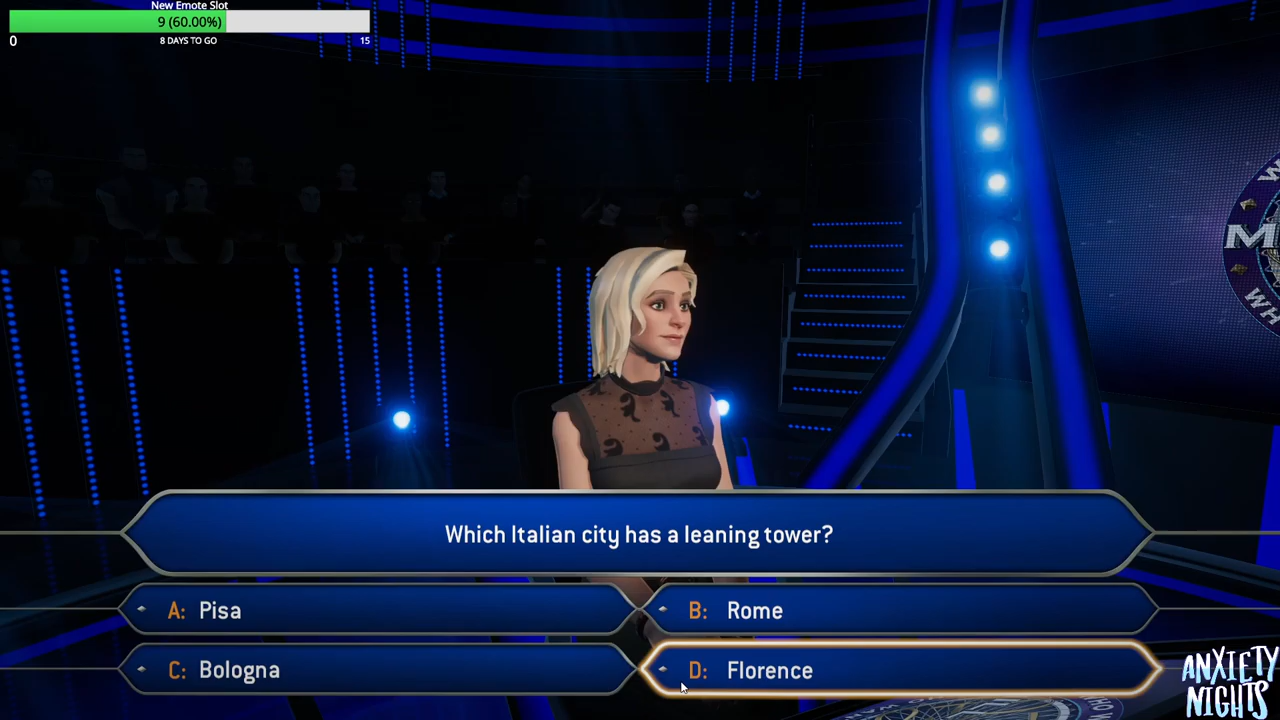 New Emote Slot
9 (60.00%)
0
8 DAYS TO GO
15
Which Italian city has a leaning tower?
A: Pisa
B: Rome
C: Bologna
D: Florence
ANXIETY
NIGHTS